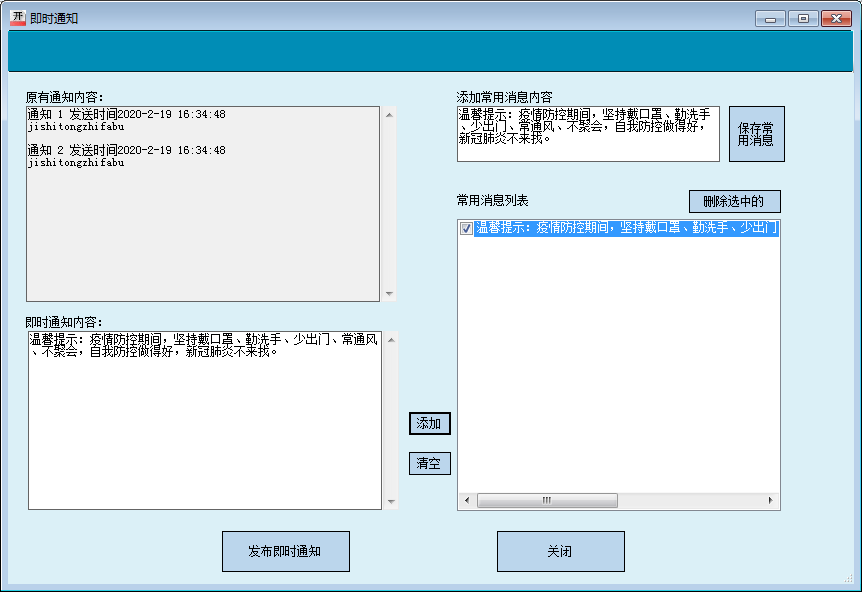 开 即时通知
原有通知内容：
通知 1 发送时间2020-2-19 16:34:48
jishitongzhifabu
通知 2 发送时间2020-2-19 16:34:48
jishitongzhifabu
即时通知内容：
温馨提示：疫情防控期间，坚持戴口罩、勤洗手、少出门、常通风
、不聚会，自我防控做得好，新冠肺炎不来找。
添加
清空
添加常用消息内容
温馨提示：疫情防控期间，坚持戴口罩、勤洗手
、少出门、常通风、不聚会，自我防控做得好，
新冠肺炎不来找。
保存常
用消息
常用消息列表
删除选中的
温馨提示：疫情防控期间，坚持戴口罩、勤洗手、少出门
发布即时通知
关闭